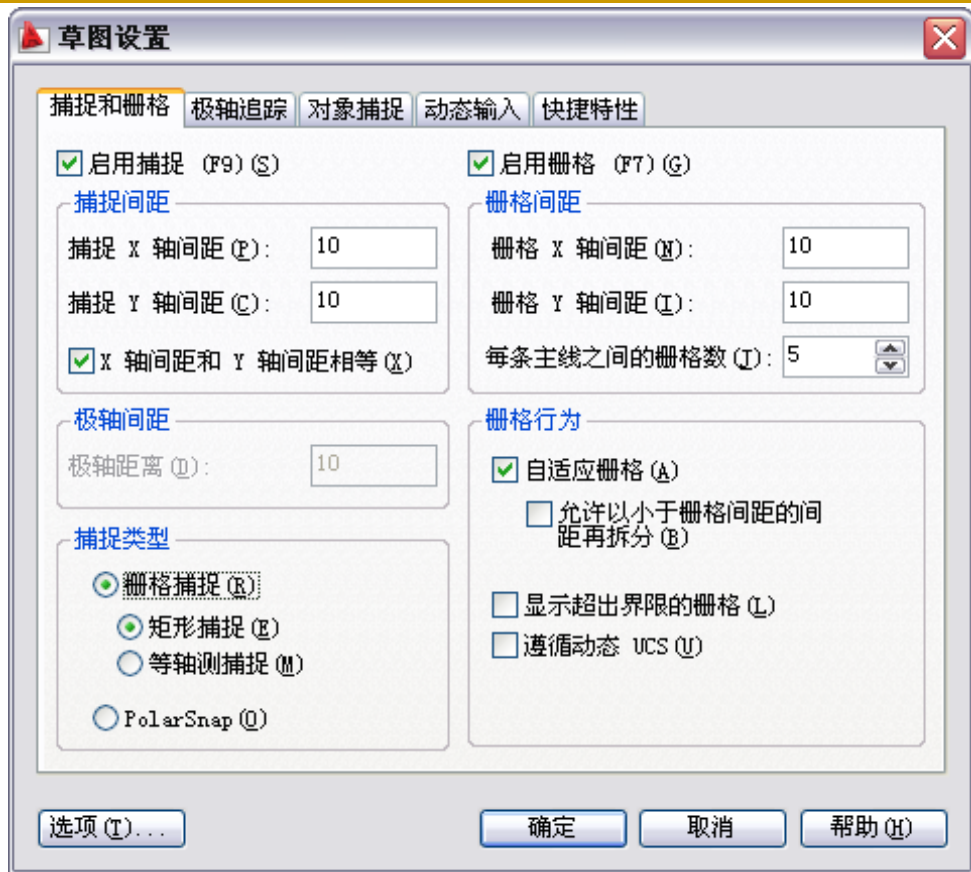 草图设置
捕捉和栅格 极轴追踪 对象捕捉 动态输入 快捷特性
启用捕捉 (F9)(S)
捕捉间距
捕捉 X 轴间距(P): 10
捕捉 Y 轴间距(C): 10
X 轴间距和 Y 轴间距相等(X)
极轴间距
极轴距离(D): 10
捕捉类型
栅格捕捉(R)
矩形捕捉(E)
等轴测捕捉(M)
PolarSnap(O)
启用栅格 (F7)(G)
栅格间距
栅格 X 轴间距(N): 10
栅格 Y 轴间距(I): 10
每条主线之间的栅格数(J): 5
栅格行为
自适应栅格(A)
允许以小于栅格间距的间
距再拆分(B)
显示超出界限的栅格(L)
遵循动态 UCS(U)
选项(T)... 确定 取消 帮助(H)